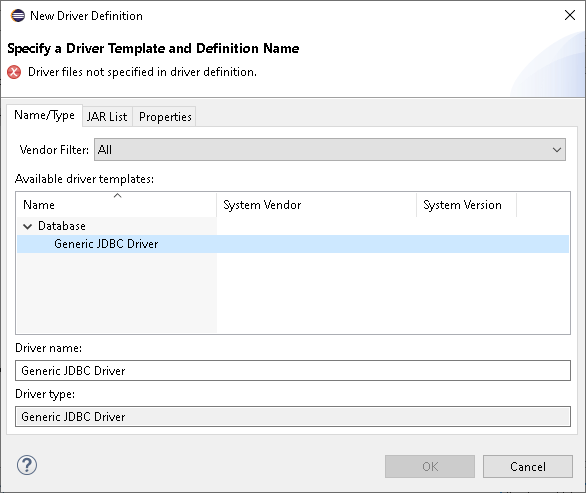 New Driver Definition
Specify a Driver Template and Definition Name
Driver files not specified in driver definition.
Name/Type JAR List Properties
Vendor Filter: All
Available driver templates:
Name System Vendor System Version
Database
Generic JDBC Driver
Driver name:
Generic JDBC Driver
Driver type:
Generic JDBC Driver
OK Cancel